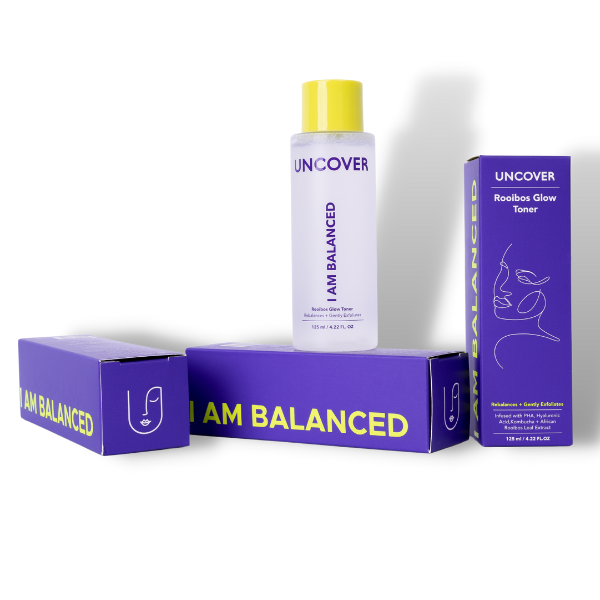 UNCOVER
I AM BALANCED
Rooibos Glow Toner
Rebalances + Gently Exfoliates
125 ml / 4.22 FL.OZ
I AM BALANCED
I AM BALANCED
I AM BALANCED
UNCOVER
Rooibos Glow
Toner
Rebalances + Gently Exfoliates
Infused with PHA, Hyaluronic
Acid,Kombucha + African
Rooibos Leaf Extract
125 ml / 4.22 FL.OZ